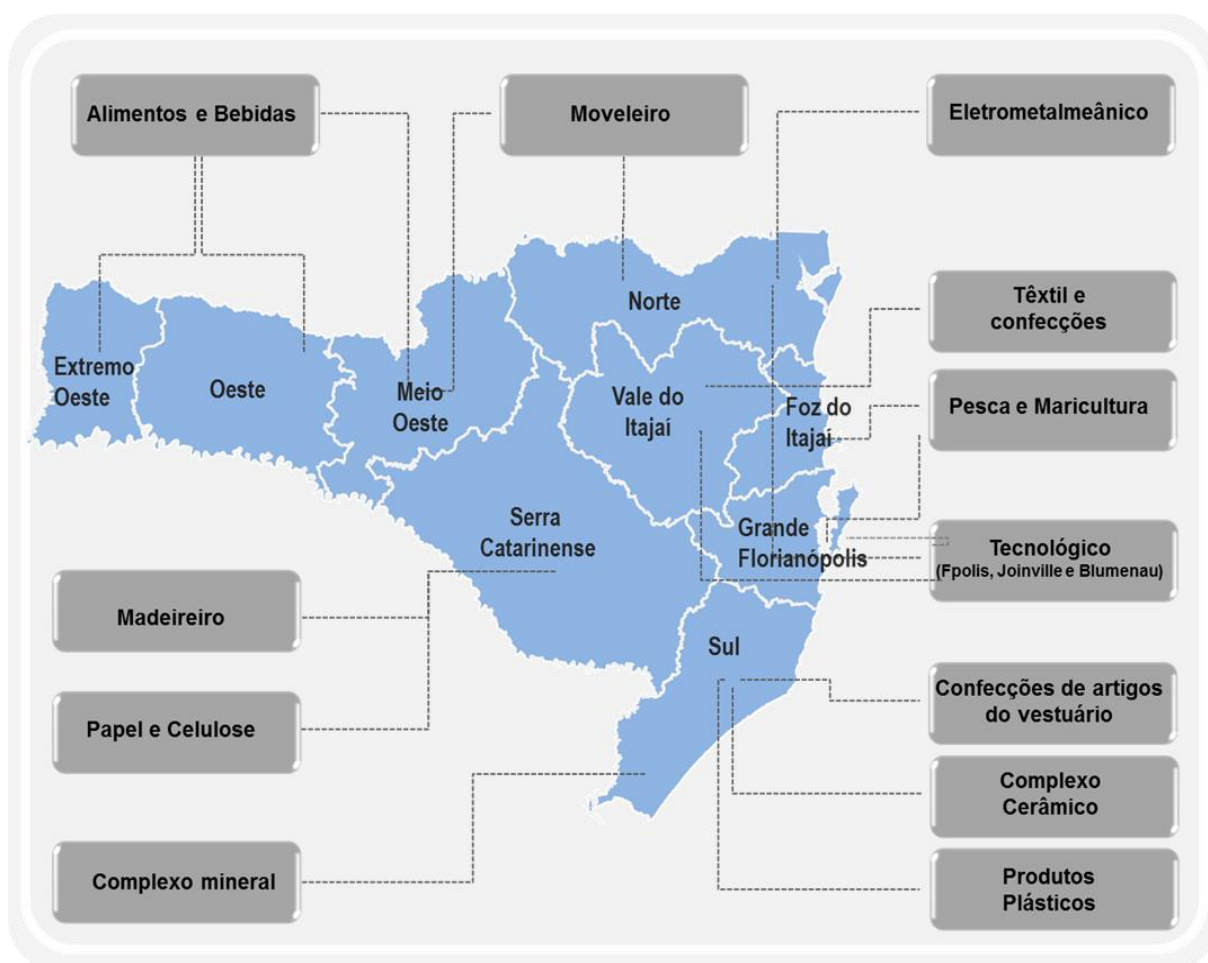 Alimentos e Bebidas
Moveleiro
Eletrometalmeânico
Têxtil e
confecções
Norte
Extremo
Oeste
Oeste
Meio
Oeste
Vale do
Itajaí
Foz do
Itajaí
Pesca e Maricultura
Serra
Catarinense
Grande
Florianópolis
Tecnológico
(Fpolis, Joinville e Blumenau)
Madeireiro
Sul
Papel e Celulose
Confecções de artigos
do vestuário
Complexo
Cerâmico
Complexo mineral
Produtos
Plásticos